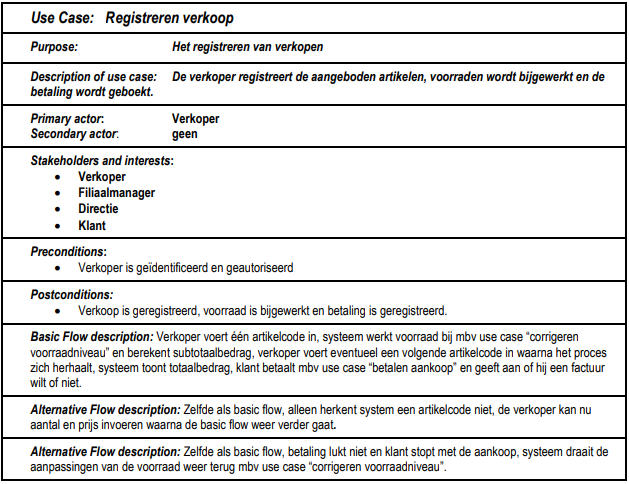 Use Case: Registreren verkoop
Purpose: Het registreren van verkopen
Description of use case: De verkoper registreert de aangeboden artikelen, voorraden wordt bijgewerkt en de
betaling wordt geboekt.
Primary actor: Verkoper
Secondary actor: geen
Stakeholders and interests:
• Verkoper
• Filiaalmanager
• Directie
• Klant
Preconditions:
• Verkoper is geïdentificeerd en geautoriseerd
Postconditions:
• Verkoop is geregistreerd, voorraad is bijgewerkt en betaling is geregistreerd.
Basic Flow description: Verkoper voert één artikelcode in, systeem werkt voorraad bij mbv use case “corrigeren
voorraadniveau” en berekent subtotaalbedrag, verkoper voert eventueel een volgende artikelcode in waarna het proces
zich herhaalt, systeem toont totaalbedrag, klant betaalt mbv use case “betalen aankoop” en geeft aan of hij een factuur
wilt of niet.
Alternative Flow description: Zelfde als basic flow, alleen herkent system een artikelcode niet, de verkoper kan nu
aantal en prijs invoeren waarna de basic flow weer verder gaat.
Alternative Flow description: Zelfde als basic flow, betaling lukt niet en klant stopt met de aankoop, systeem draait de
aanpassingen van de voorraad weer terug mbv use case “corrigeren voorraadniveau”.